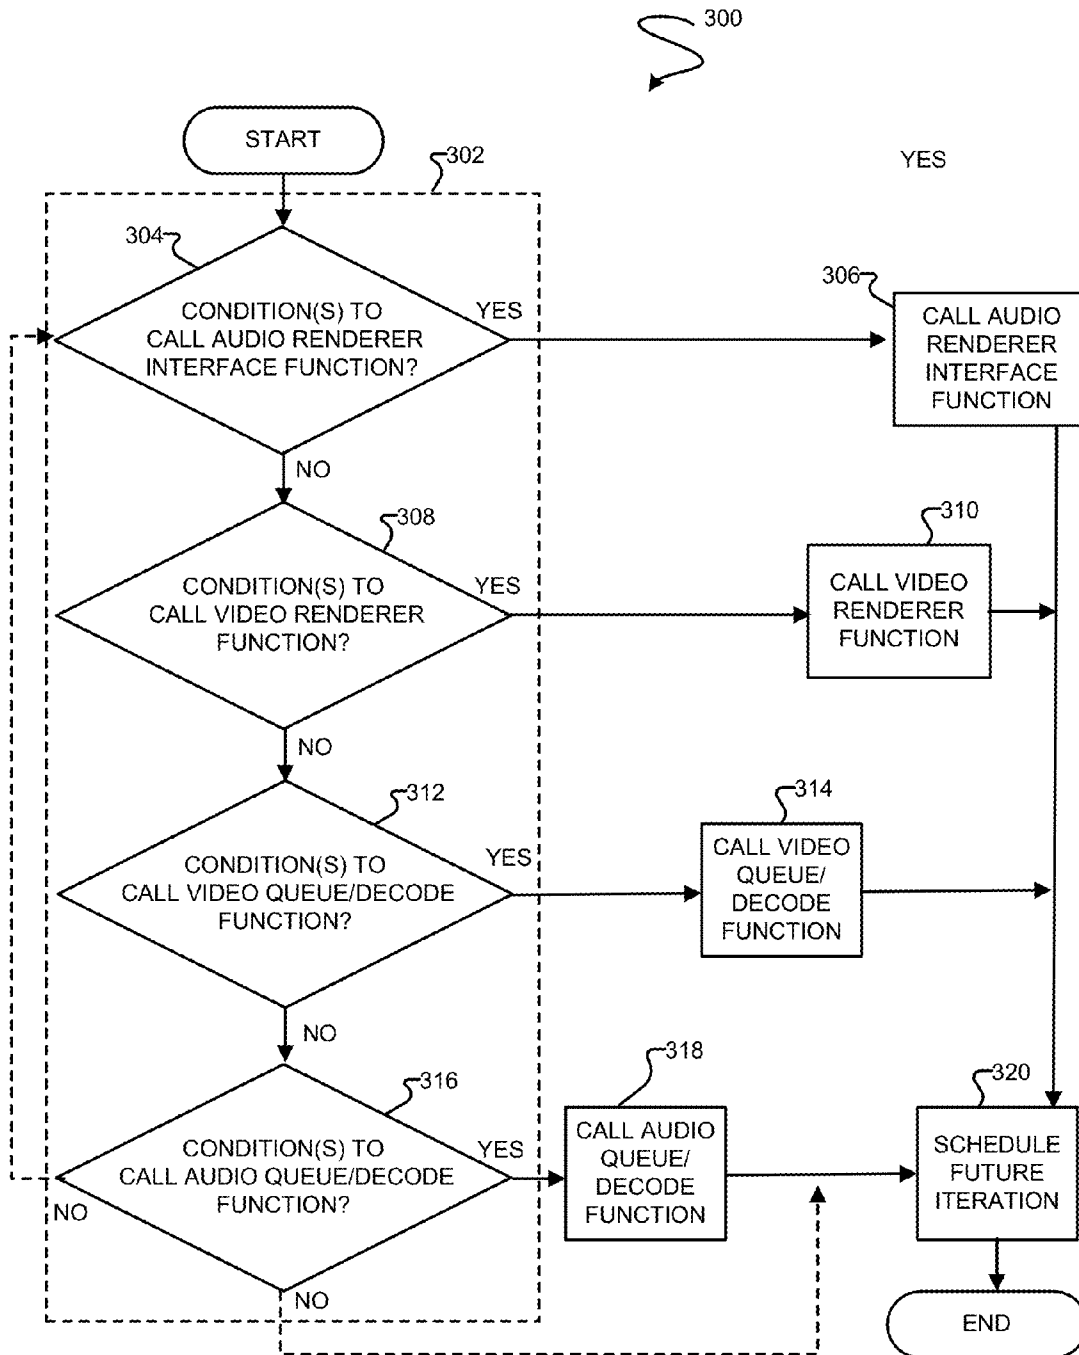 300
START
302
YES
304
CONDITION(S) TO
CALL AUDIO RENDERER
INTERFACE FUNCTION?
YES
306
CALL AUDIO
RENDERER
INTERFACE
FUNCTION
NO
308
CONDITION(S) TO
CALL VIDEO RENDERER
FUNCTION?
YES
310
CALL VIDEO
RENDERER
FUNCTION
NO
312
CONDITION(S) TO
CALL VIDEO QUEUE/DECODE
FUNCTION?
YES
314
CALL VIDEO
QUEUE/
DECODE
FUNCTION
NO
316
CONDITION(S) TO
CALL AUDIO QUEUE/DECODE
FUNCTION?
YES
NO
NO
318
CALL AUDIO
QUEUE/
DECODE
FUNCTION
320
SCHEDULE
FUTURE
ITERATION
END